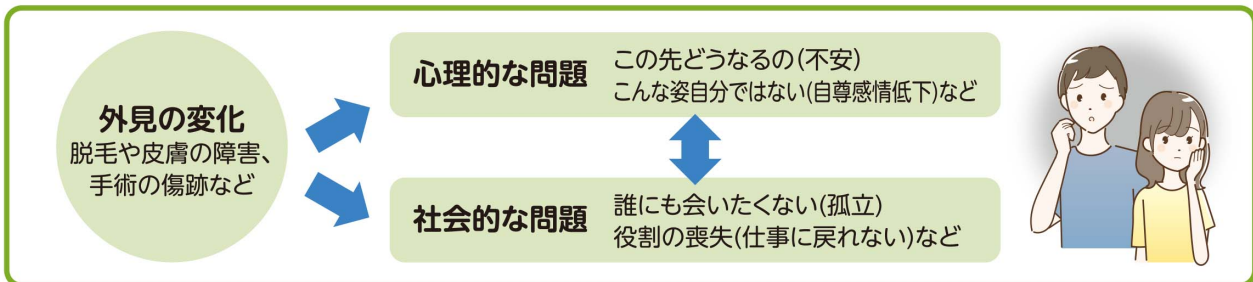 外見の変化
脱毛や皮膚の障害、
手術の傷跡など
心理的な問題
この先どうなるの(不安)
こんな姿自分ではない(自尊感情低下)など
社会的な問題
誰にも会いたくない(孤立)
役割の喪失(仕事に戻れない)など